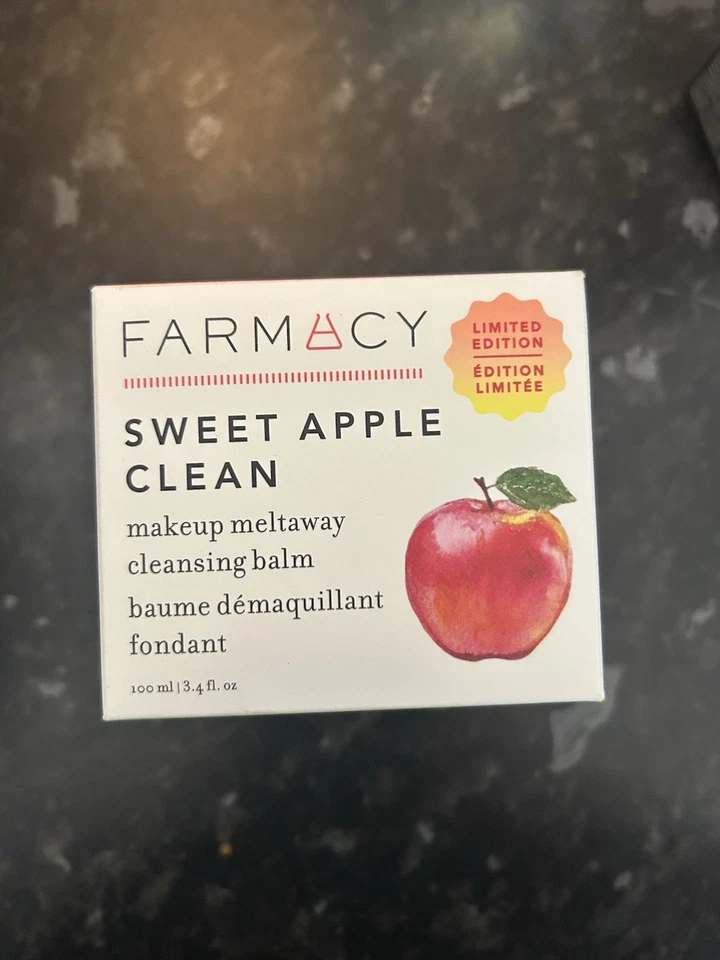 FARMACY
LIMITED
EDITION
ÉDITION
LIMITÉE
SWEET APPLE
CLEAN
makeup meltaway
cleansing balm
baume démaquillant
fondant
100 ml | 3.4 fl. oz